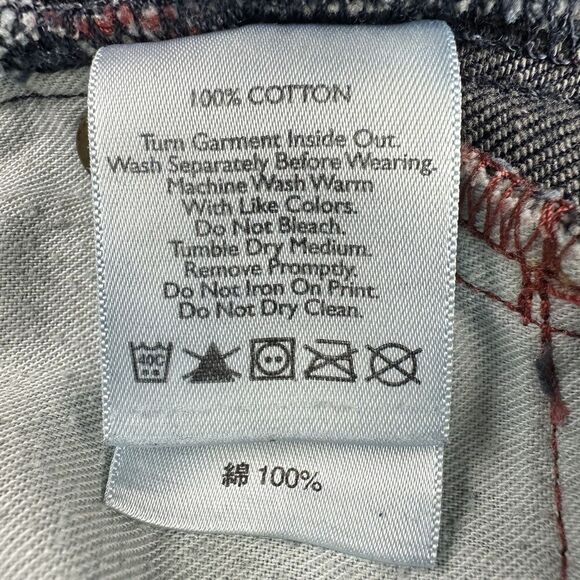 100% COTTON
Turn Garment Inside Out.
Wash Separately Before Wearing.
Machine Wash Warm
With Like Colors.
Do Not Bleach.
Tumble Dry Medium.
Remove Promptly.
Do Not Iron On Print.
Do Not Dry Clean.
40C
綿 100%